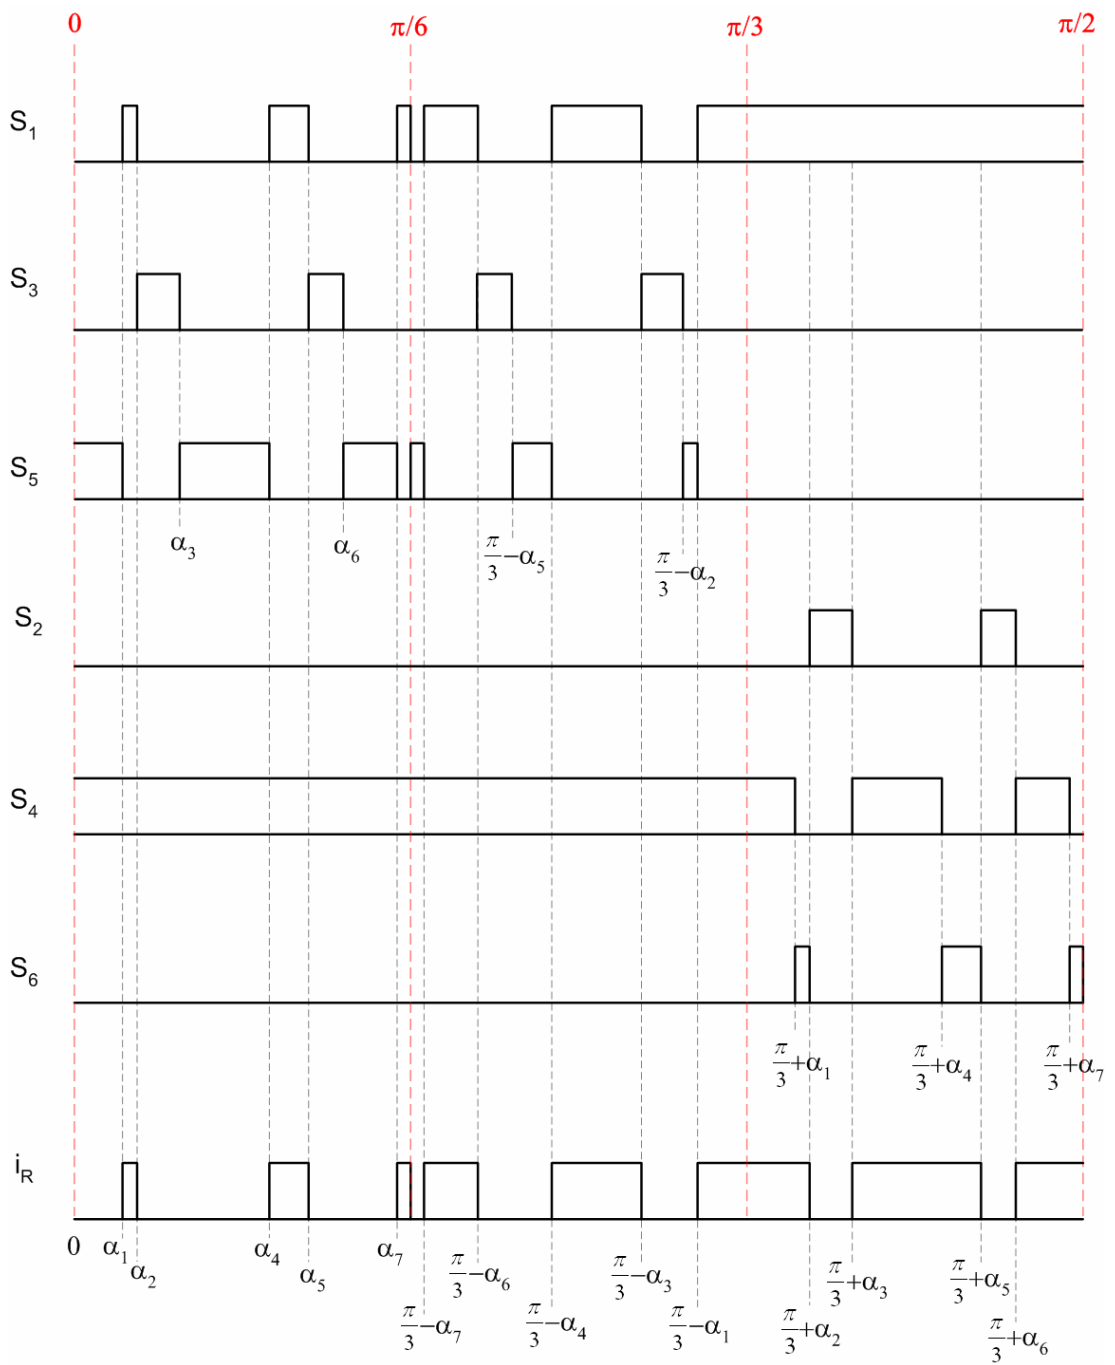 0 π/6 π/3 π/2
S₁
S₃
S₅
α₃ α₆ π/3−α₅ π/3−α₂
S₂
S₄
S₆
π/3+α₁ π/3+α₄ π/3+α₇
i_R
0 α₁ α₂ α₄ α₅ α₇ π/3−α₆ π/3−α₃ π/3+α₃ π/3+α₅
π/3−α₇ π/3−α₄ π/3−α₁ π/3+α₂ π/3+α₆